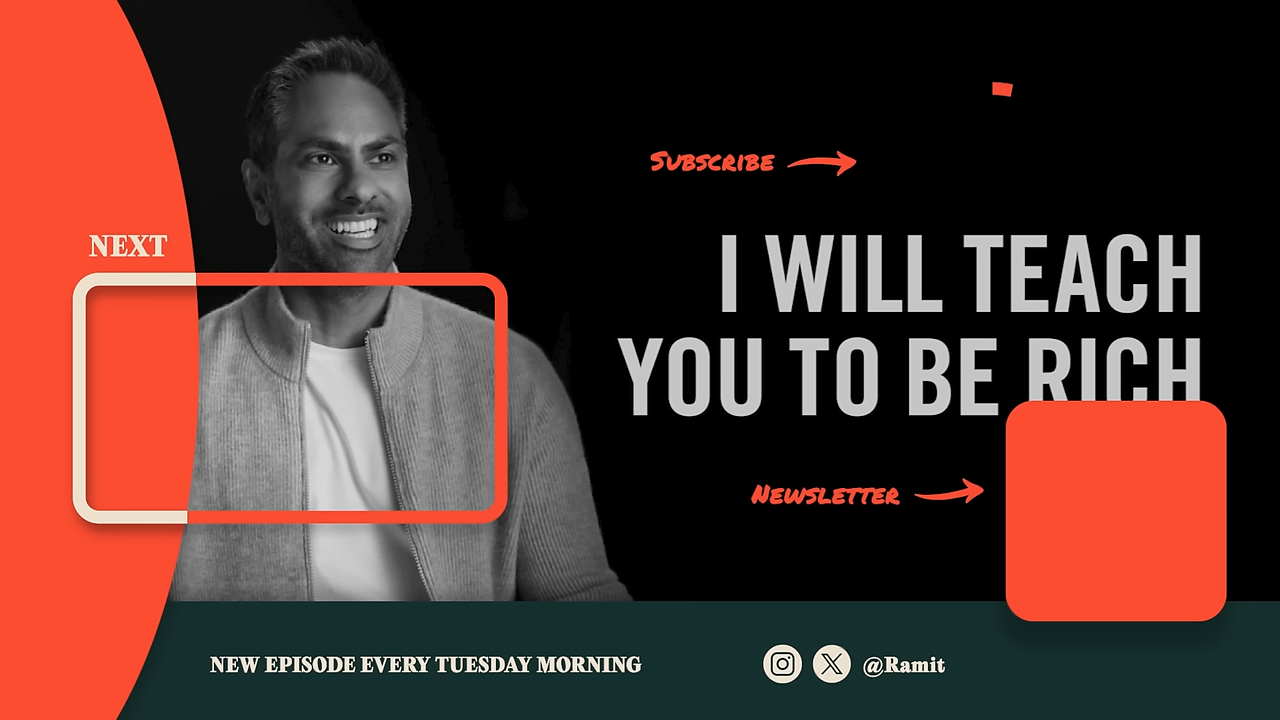 SUBSCRIBE
NEXT
I WILL TEACH
YOU TO BE RICH
NEWSLETTER
NEW EPISODE EVERY TUESDAY MORNING
@Ramit